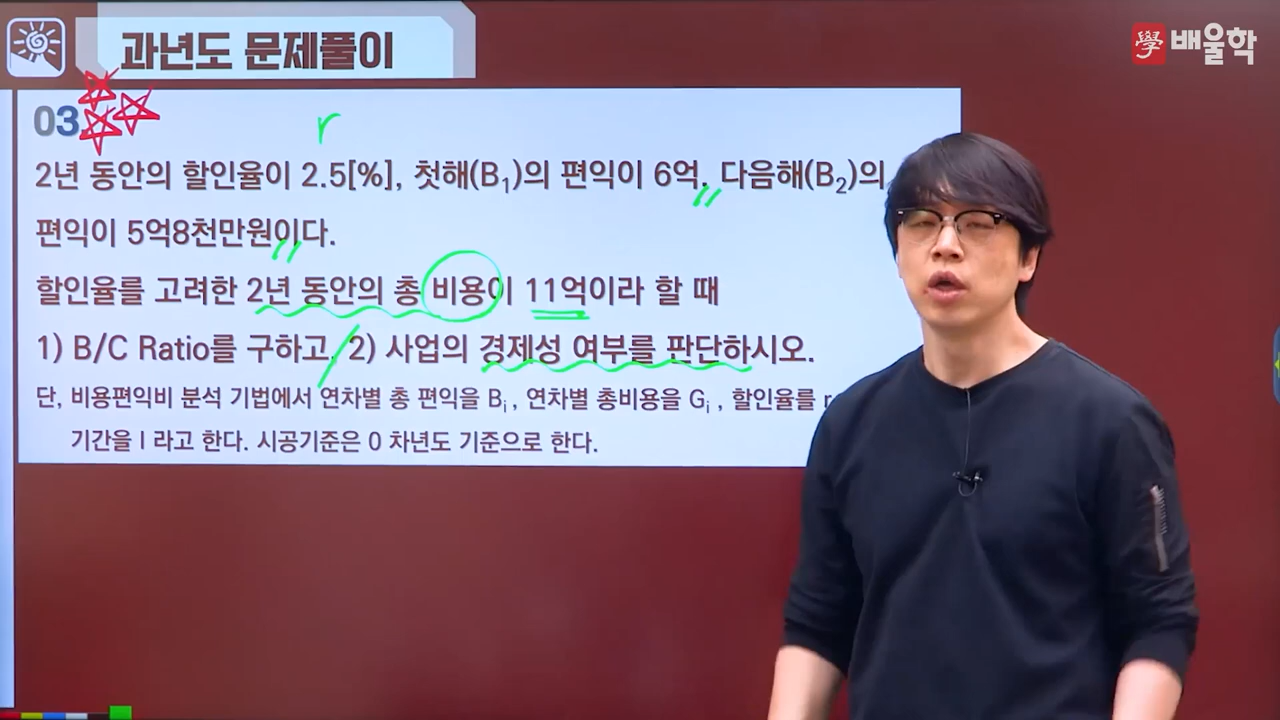 과년도 문제풀이
學 배울학
03.
r
2년 동안의 할인율이 2.5[%], 첫해(B₁)의 편익이 6억, 다음해(B₂)의
편익이 5억8천만원이다.
할인율을 고려한 2년 동안의 총 비용이 11억이라 할 때
1) B/C Ratio를 구하고, 2) 사업의 경제성 여부를 판단하시오.
단, 비용편익비 분석 기법에서 연차별 총 편익을 Bᵢ, 연차별 총비용을 Gᵢ, 할인율를 r
기간을 I 라고 한다. 시공기준은 0 차년도 기준으로 한다.